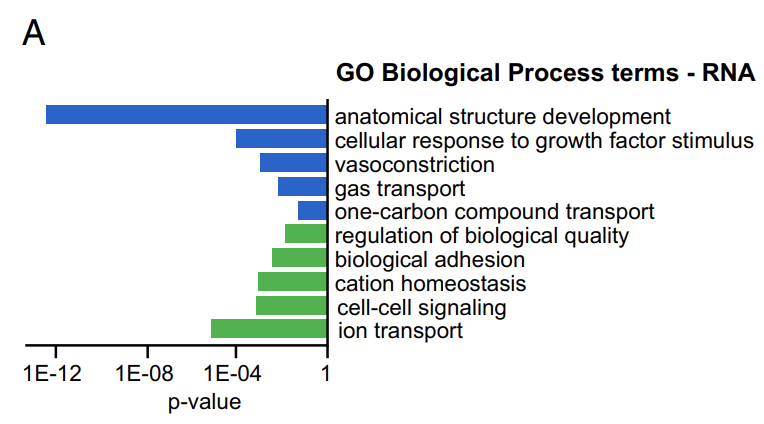 A
GO Biological Process terms - RNA
anatomical structure development
cellular response to growth factor stimulus
vasoconstriction
gas transport
one-carbon compound transport
regulation of biological quality
biological adhesion
cation homeostasis
cell-cell signaling
ion transport
1E-12 1E-08 1E-04 1
p-value